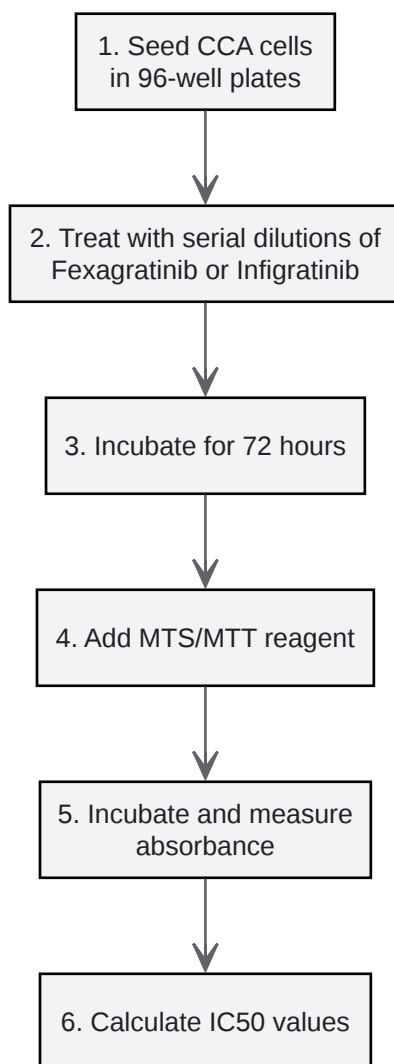 1. Seed CCA cells
in 96-well plates
2. Treat with serial dilutions of
Fexagratinib or Infigratinib
3. Incubate for 72 hours
4. Add MTS/MTT reagent
5. Incubate and measure
absorbance
6. Calculate IC50 values